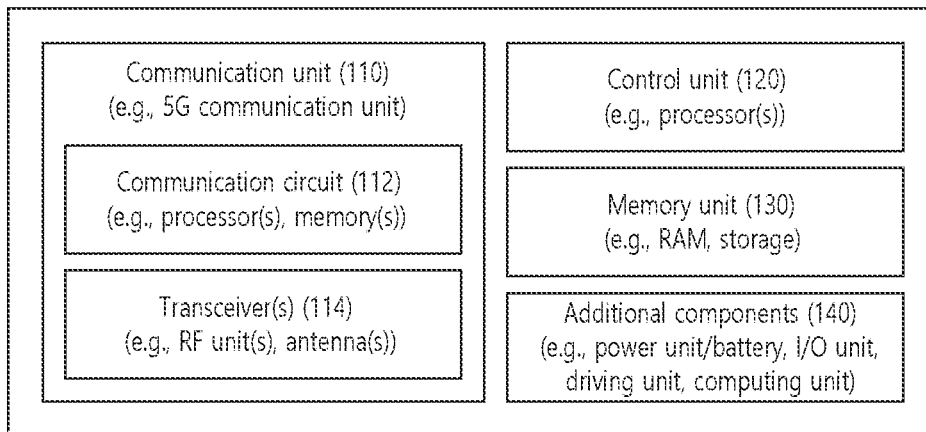 Communication unit (110)
(e.g., 5G communication unit)
Communication circuit (112)
(e.g., processor(s), memory(s))
Transceiver(s) (114)
(e.g., RF unit(s), antenna(s))
Control unit (120)
(e.g., processor(s))
Memory unit (130)
(e.g., RAM, storage)
Additional components (140)
(e.g., power unit/battery, I/O unit,
driving unit, computing unit)